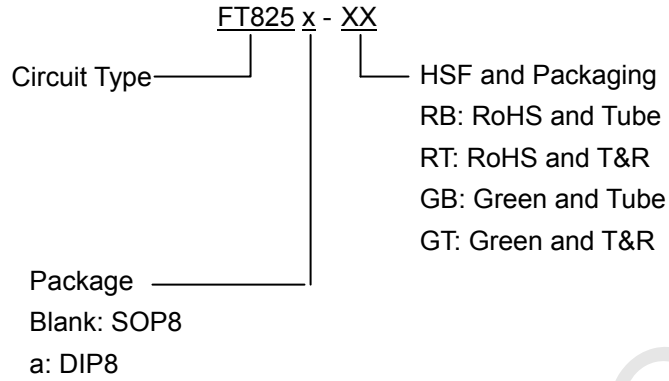 FT825 x - XX
Circuit Type
HSF and Packaging
RB: RoHS and Tube
RT: RoHS and T&R
GB: Green and Tube
GT: Green and T&R
Package
Blank: SOP8
a: DIP8